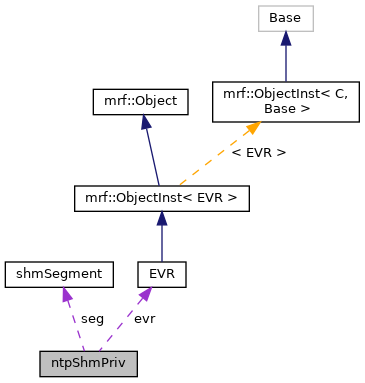 Base
mrf::ObjectInst< C,
Base >
mrf::Object
< EVR >
mrf::ObjectInst< EVR >
shmSegment
EVR
seg
evr
ntpShmPriv